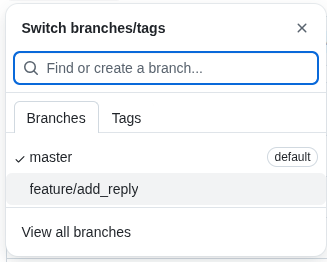 Switch branches/tags
Find or create a branch...
Branches Tags
master default
feature/add_reply
View all branches